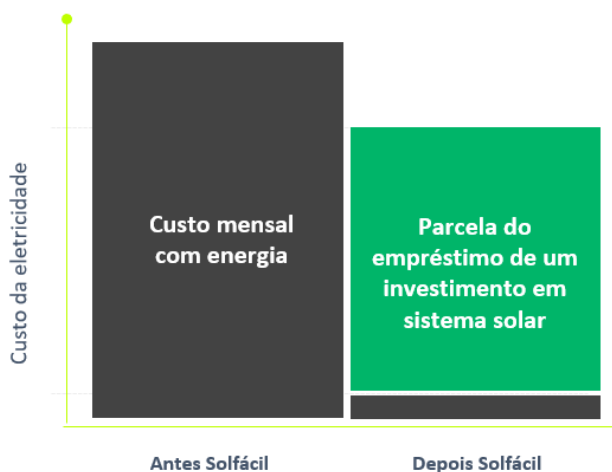 Custo da eletricidade
Custo mensal
com energia
Parcela do
empréstimo de um
investimento em
sistema solar
Antes Solfácil
Depois Solfácil